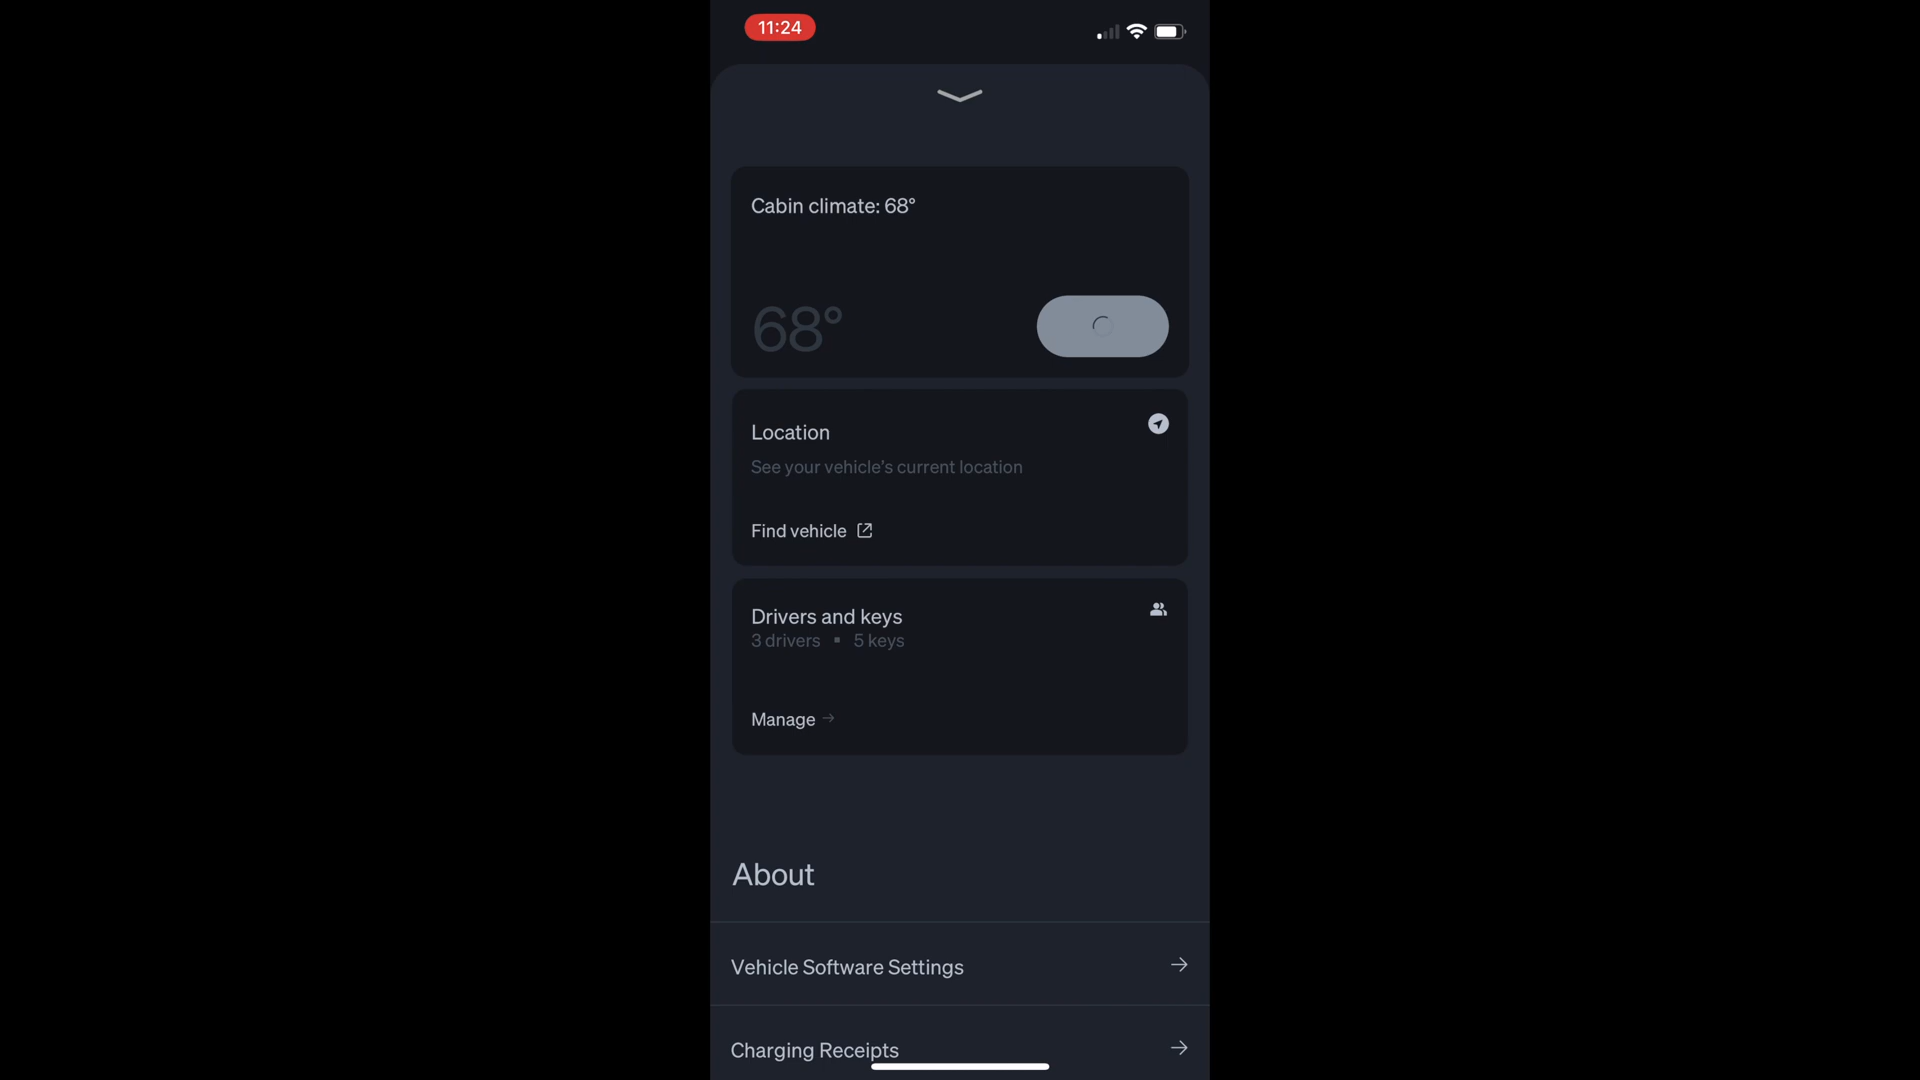 11:24
Cabin climate: 68°
68°
Location
See your vehicle's current location
Find vehicle
Drivers and keys
3 drivers ▪ 5 keys
Manage
About
Vehicle Software Settings
Charging Receipts